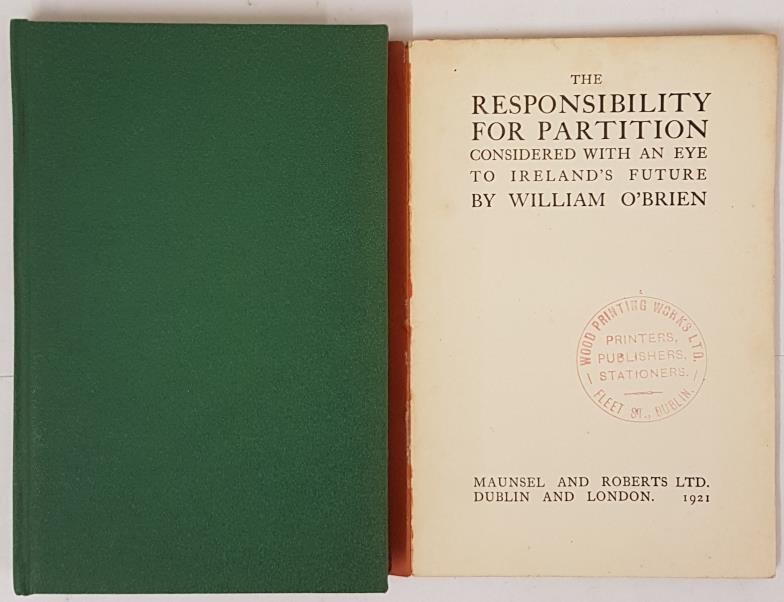 THE
RESPONSIBILITY
FOR PARTITION
CONSIDERED WITH AN EYE
TO IRELAND'S FUTURE
BY WILLIAM O'BRIEN
WOOD PRINTING WORKS LTD.
PRINTERS,
PUBLISHERS,
STATIONERS.
FLEET ST., DUBLIN.
MAUNSEL AND ROBERTS LTD.
DUBLIN AND LONDON. 1921